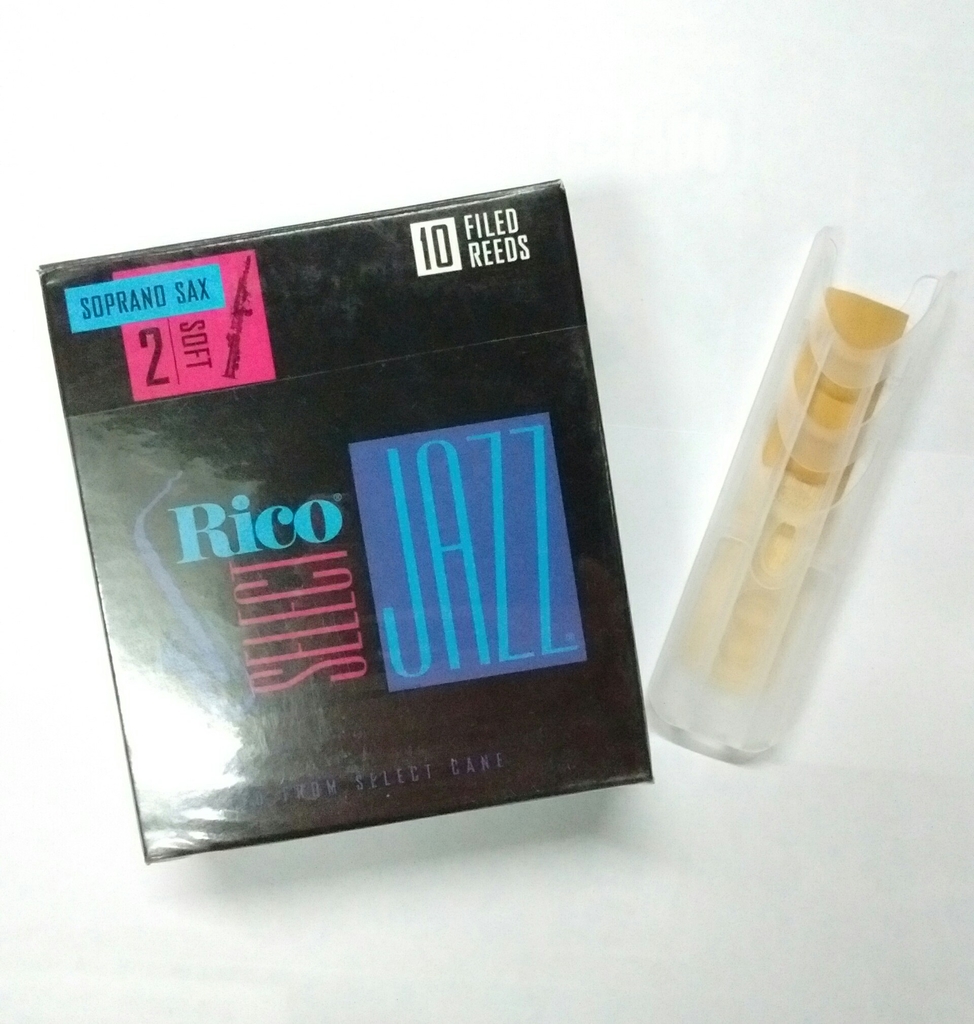 10 FILED
REEDS
SOPRANO SAX
2 SOFT
Rico®
SELECT
JAZZ®
FROM SELECT CANE